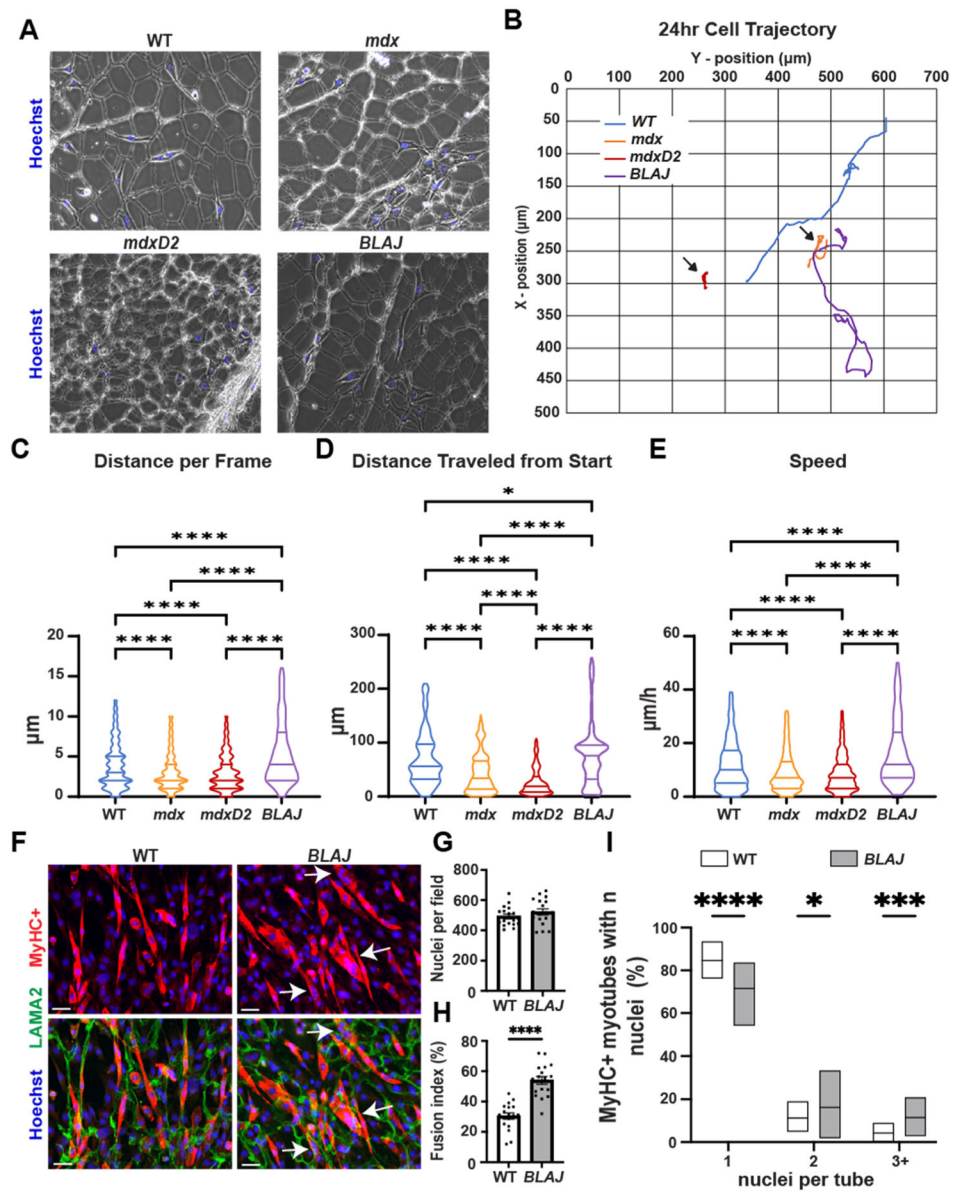 A
WT
mdx
Hoechst
mdxD2
BLAJ
Hoechst
B
24hr Cell Trajectory
Y - position (µm)
0 100 200 300 400 500 600 700
X - position (µm)
0
50
100
150
200
250
300
350
400
450
500
WT
mdx
mdxD2
BLAJ
C
Distance per Frame
****
****
****
**** ****
µm
20
15
10
5
0
WT mdx mdxD2 BLAJ
D
Distance Traveled from Start
*
****
****
****
**** ****
µm
300
200
100
0
WT mdx mdxD2 BLAJ
E
Speed
****
****
****
**** ****
µm/h
60
40
20
0
WT mdx mdxD2 BLAJ
F
WT
BLAJ
Hoechst LAMA2 MyHC+
G
Nuclei per field
800
600
400
200
0
WT BLAJ
H
Fusion index (%)
****
80
60
40
20
0
WT BLAJ
I
WT
BLAJ
**** * ***
MyHC+ myotubes with n
nuclei (%)
100
80
60
40
20
0
1 2 3+
nuclei per tube